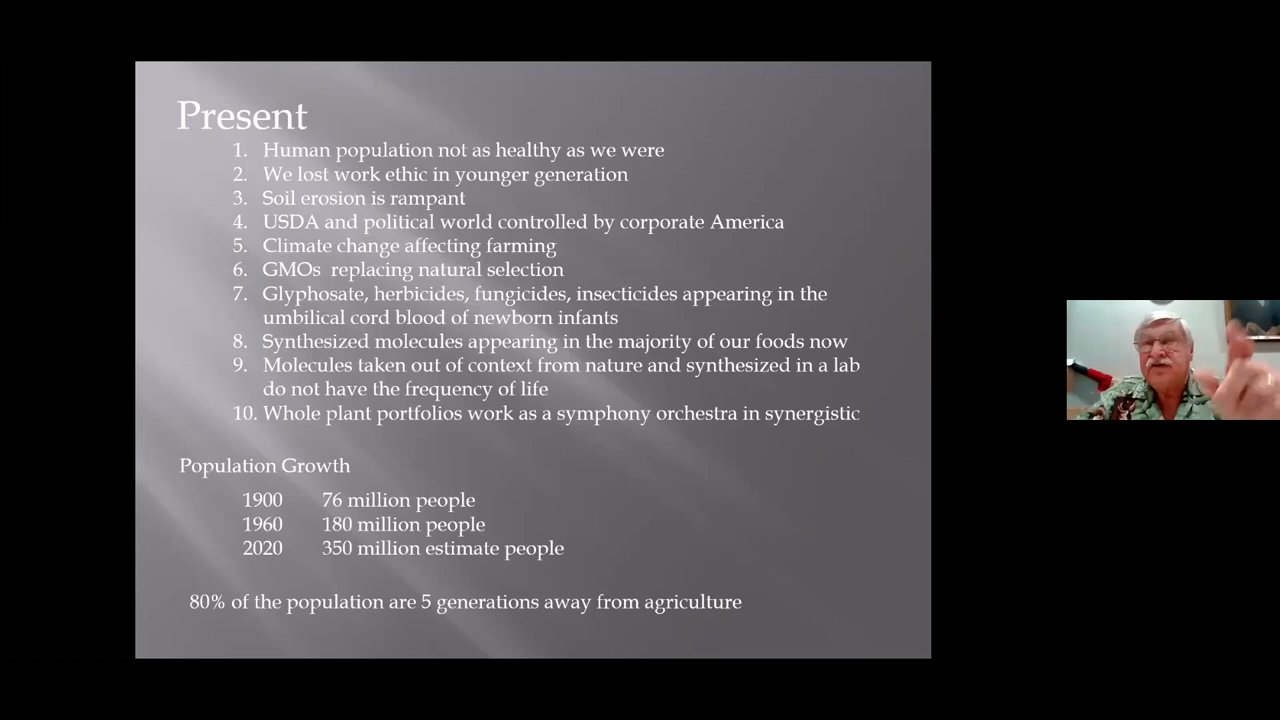 Present
1. Human population not as healthy as we were
2. We lost work ethic in younger generation
3. Soil erosion is rampant
4. USDA and political world controlled by corporate America
5. Climate change affecting farming
6. GMOs replacing natural selection
7. Glyphosate, herbicides, fungicides, insecticides appearing in the
umbilical cord blood of newborn infants
8. Synthesized molecules appearing in the majority of our foods now
9. Molecules taken out of context from nature and synthesized in a lab
do not have the frequency of life
10. Whole plant portfolios work as a symphony orchestra in synergistic
Population Growth
1900 76 million people
1960 180 million people
2020 350 million estimate people
80% of the population are 5 generations away from agriculture